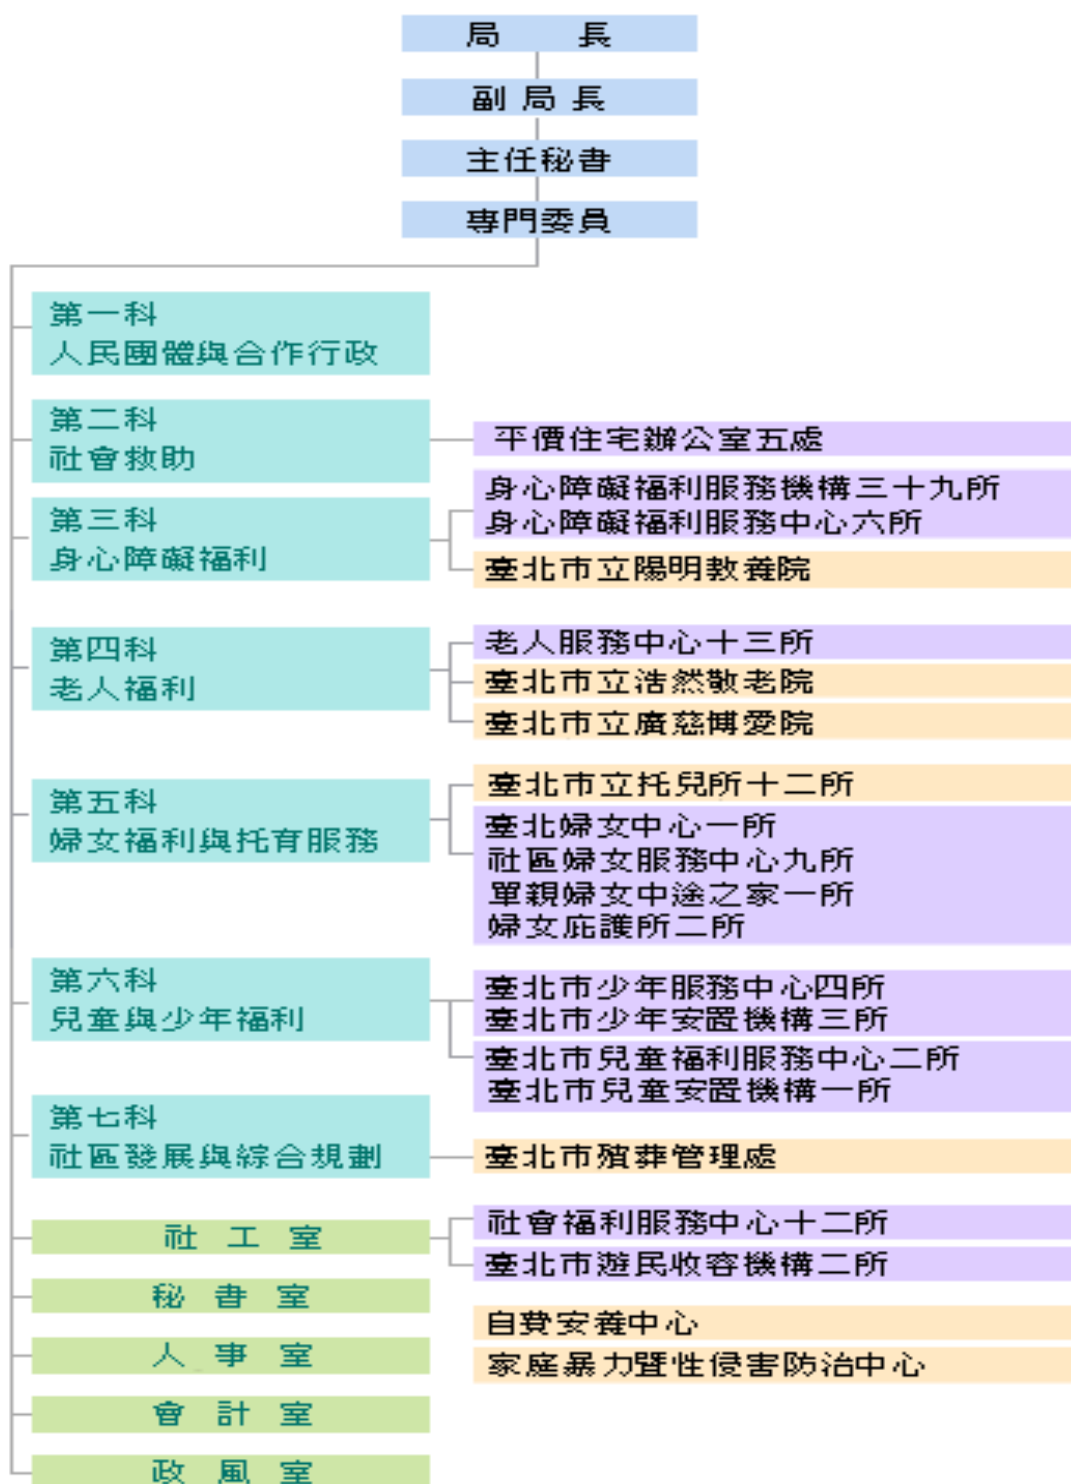 局長
副局長
主任秘書
專門委員
第一科
人民團體與合作行政
第二科
社會救助
平價住宅辦公室五處
第三科
身心障礙福利
身心障礙福利服務機構三十九所
身心障礙福利服務中心六所
臺北市立陽明教養院
第四科
老人福利
老人服務中心十三所
臺北市立浩然敬老院
臺北市立廣慈博愛院
第五科
婦女福利與托育服務
臺北市立托兒所十二所
臺北婦女中心一所
社區婦女服務中心九所
單親婦女中途之家一所
婦女庇護所二所
第六科
兒童與少年福利
臺北市少年服務中心四所
臺北市少年安置機構三所
臺北市兒童福利服務中心二所
臺北市兒童安置機構一所
第七科
社區發展與綜合規劃
臺北市殯葬管理處
社工室
社會福利服務中心十二所
臺北市遊民收容機構二所
秘書室
人事室
會計室
政風室
自費安養中心
家庭暴力暨性侵害防治中心